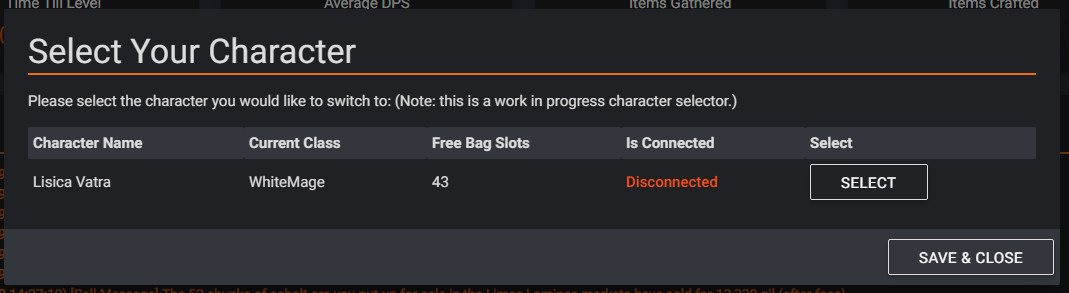 Time Till Level Average DPS Items Gathered Items Crafted
Select Your Character
Please select the character you would like to switch to: (Note: this is a work in progress character selector.)
Character Name Current Class Free Bag Slots Is Connected Select
Lisica Vatra WhiteMage 43 Disconnected SELECT
SAVE & CLOSE